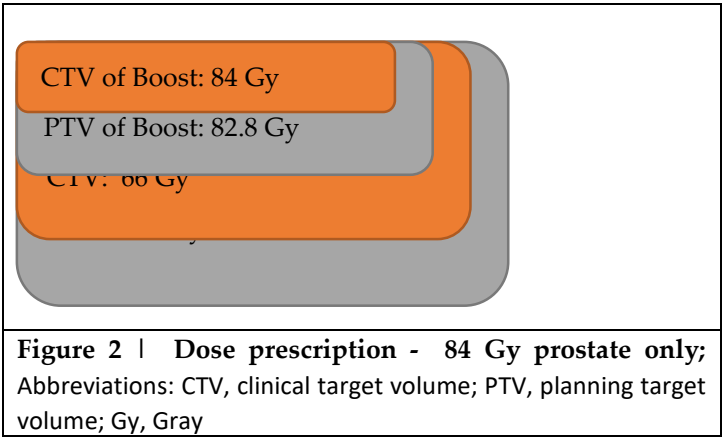 CTV of Boost: 84 Gy
PTV of Boost: 82.8 Gy
CTV: 66 Gy
Figure 2 | Dose prescription - 84 Gy prostate only;
Abbreviations: CTV, clinical target volume; PTV, planning target
volume; Gy, Gray